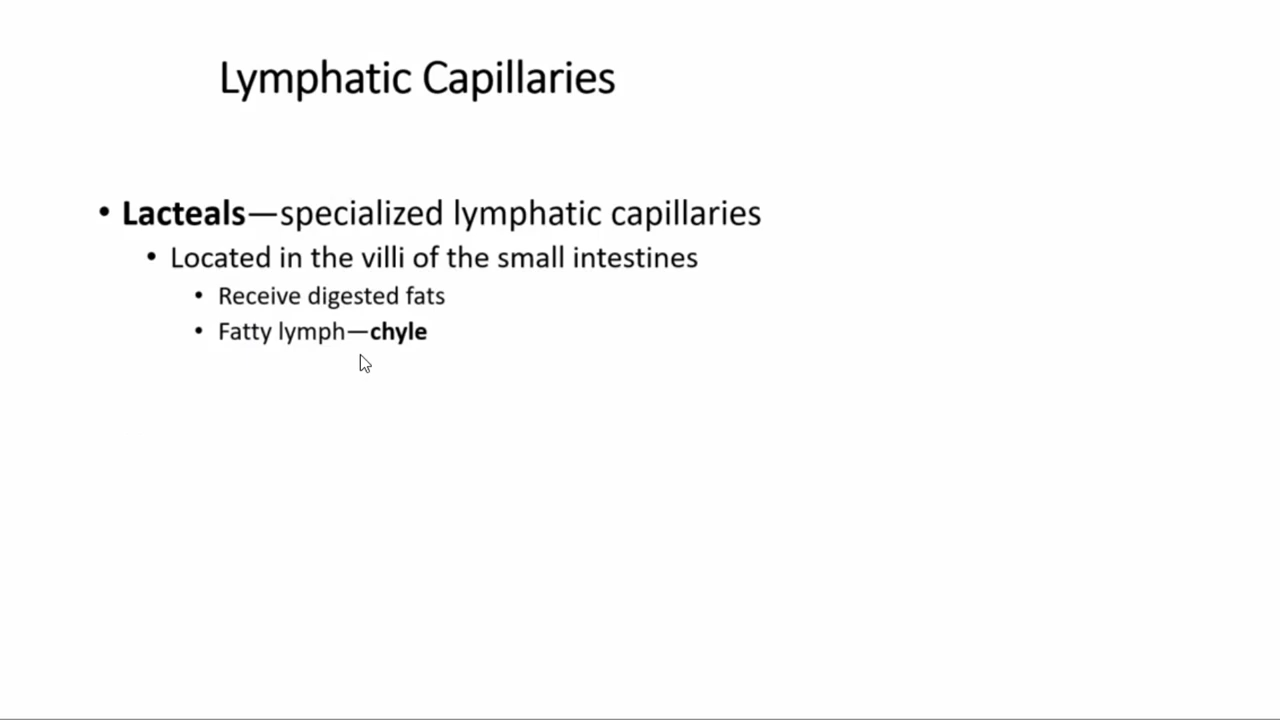 Lymphatic Capillaries
• Lacteals—specialized lymphatic capillaries
• Located in the villi of the small intestines
• Receive digested fats
• Fatty lymph—chyle